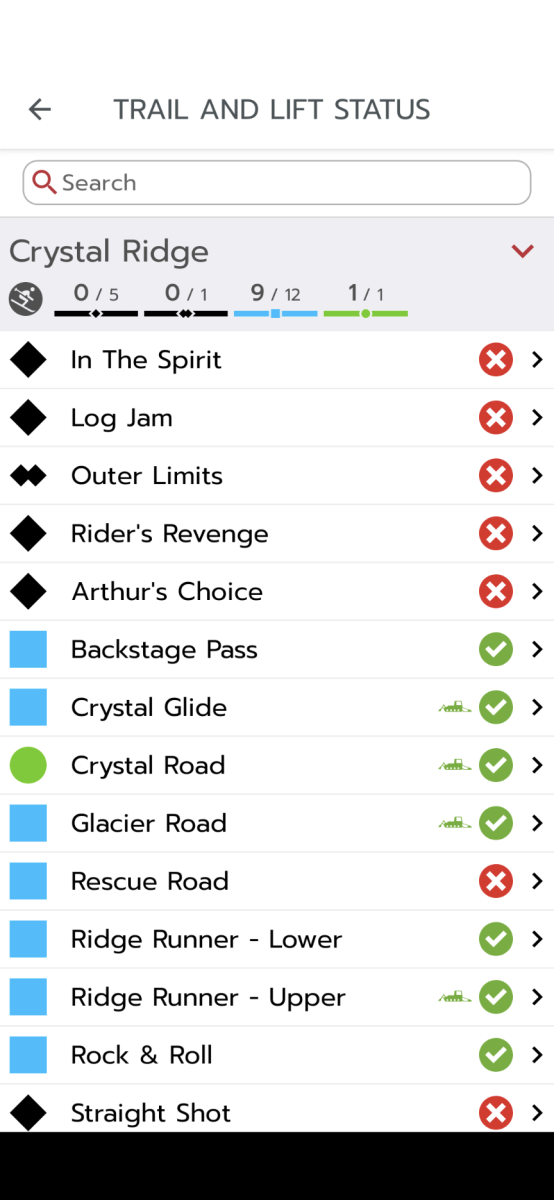 TRAIL AND LIFT STATUS
Search
Crystal Ridge
0 / 5 0 / 1 9 / 12 1 / 1
In The Spirit
Log Jam
Outer Limits
Rider's Revenge
Arthur's Choice
Backstage Pass
Crystal Glide
Crystal Road
Glacier Road
Rescue Road
Ridge Runner - Lower
Ridge Runner - Upper
Rock & Roll
Straight Shot